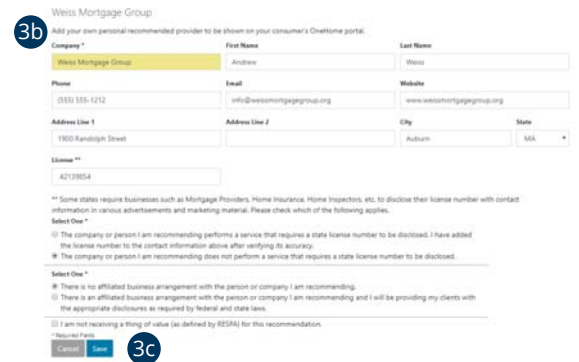 Weiss Mortgage Group
3b
Add your own personal recommended provider to be shown on your consumer's OneHome portal.
Company * First Name Last Name
Weiss Mortgage Group Andrew Weiss
Phone Email Website
(555) 555-1212 info@weissmortgagegroup.org www.weissmortgagegroup.org
Address Line 1 Address Line 2 City State
1900 Randolph Street Auburn MA
License **
42139854
** Some states require businesses such as Mortgage Providers, Home Insurance, Home Inspectors, etc. to disclose their license number with contact
information in various advertisements and marketing material. Please check which of the following applies.
Select One *
The company or person I am recommending performs a service that requires a state license number to be disclosed. I have added
the license number to the contact information above after verifying its accuracy.
The company or person I am recommending does not perform a service that requires a state license number to be disclosed.
Select One *
There is no affiliated business arrangement with the person or company I am recommending.
There is an affiliated business arrangement with the person or company I am recommending and I will be providing my clients with
the appropriate disclosures as required by federal and state laws.
I am not receiving a thing of value (as defined by RESPA) for this recommendation.
* Required Fields
Cancel Save 3c